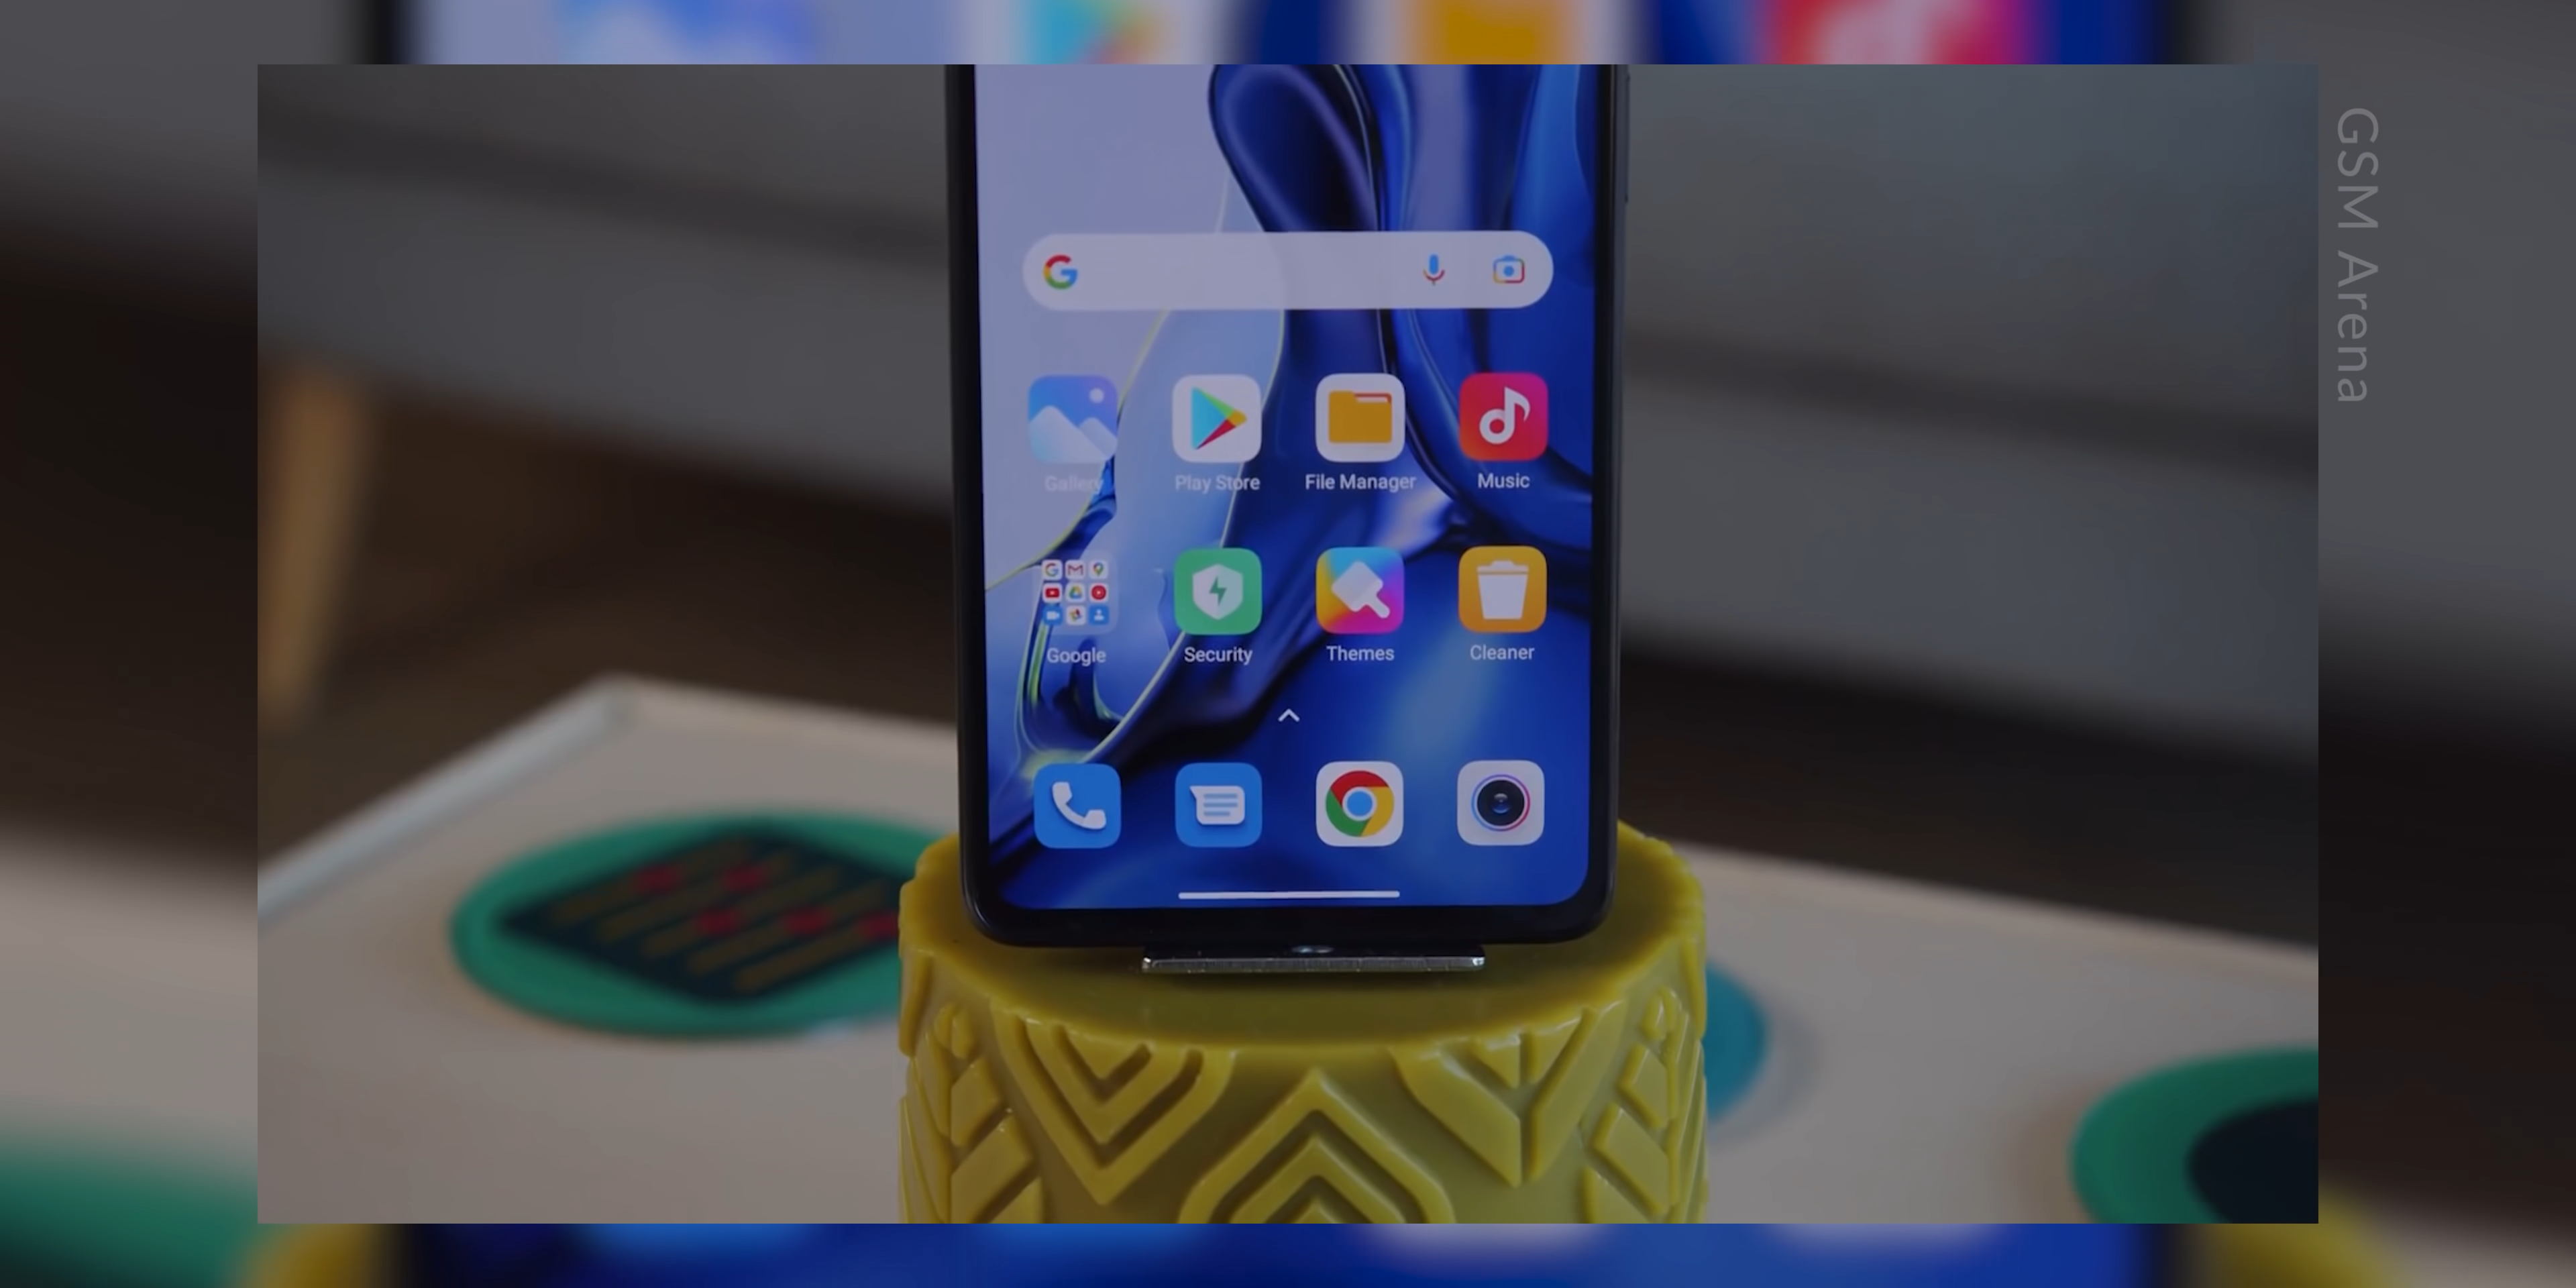 GSM Arena
Gallery
Play Store
File Manager
Music
Google
Security
Themes
Cleaner